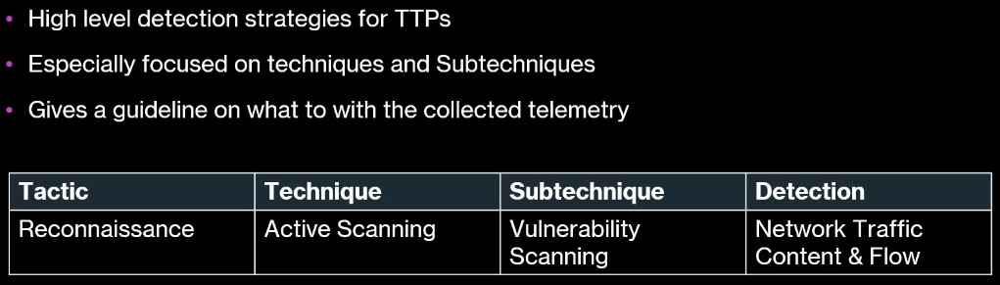 • High level detection strategies for TTPs
• Especially focused on techniques and Subtechniques
• Gives a guideline on what to with the collected telemetry
Tactic Technique Subtechnique Detection
Reconnaissance Active Scanning Vulnerability Network Traffic
Scanning Content & Flow